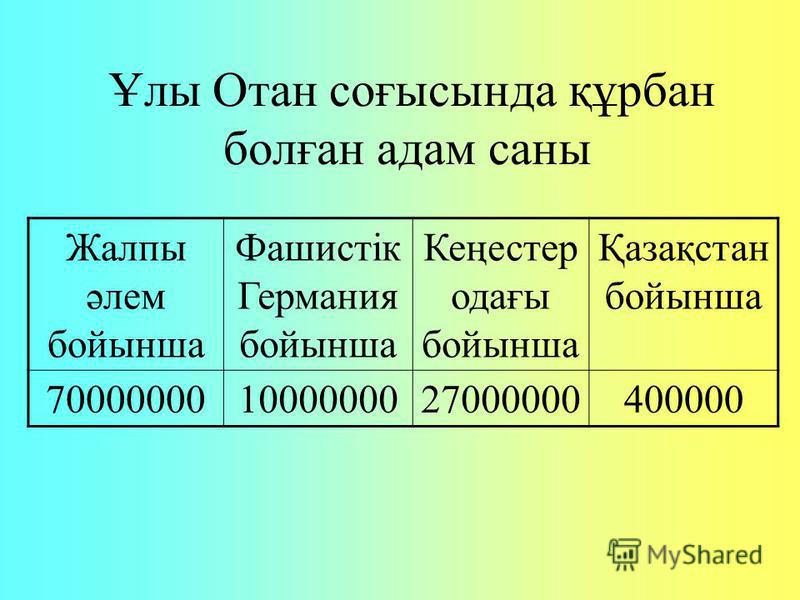 Ұлы Отан соғысында құрбан
болған адам саны
Жалпы
әлем
бойынша
Фашистік
Германия
бойынша
Кеңестер
одағы
бойынша
Қазақстан
бойынша
70000000
10000000
27000000
400000
MyShared